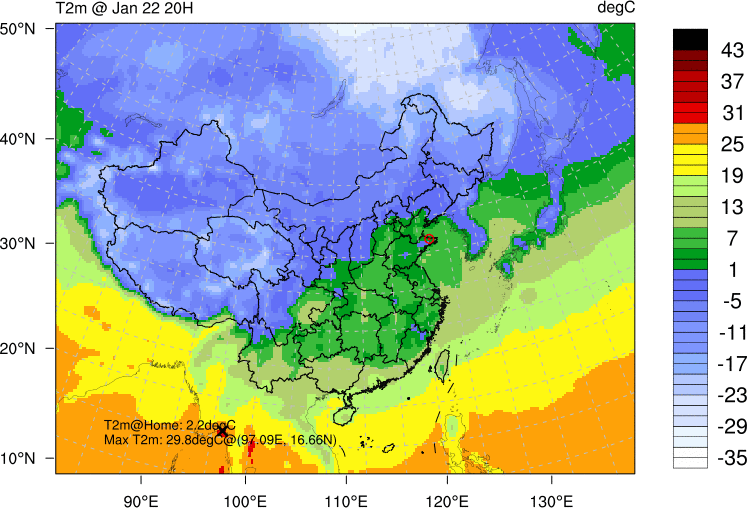 T2m @ Jan 22 20H
degC
50°N
40°N
30°N
20°N
10°N
90°E
100°E
110°E
120°E
130°E
T2m@Home: 2.2degC
Max T2m: 29.8degC@(97.09E, 16.66N)
43
37
31
25
19
13
7
1
-5
-11
-17
-23
-29
-35